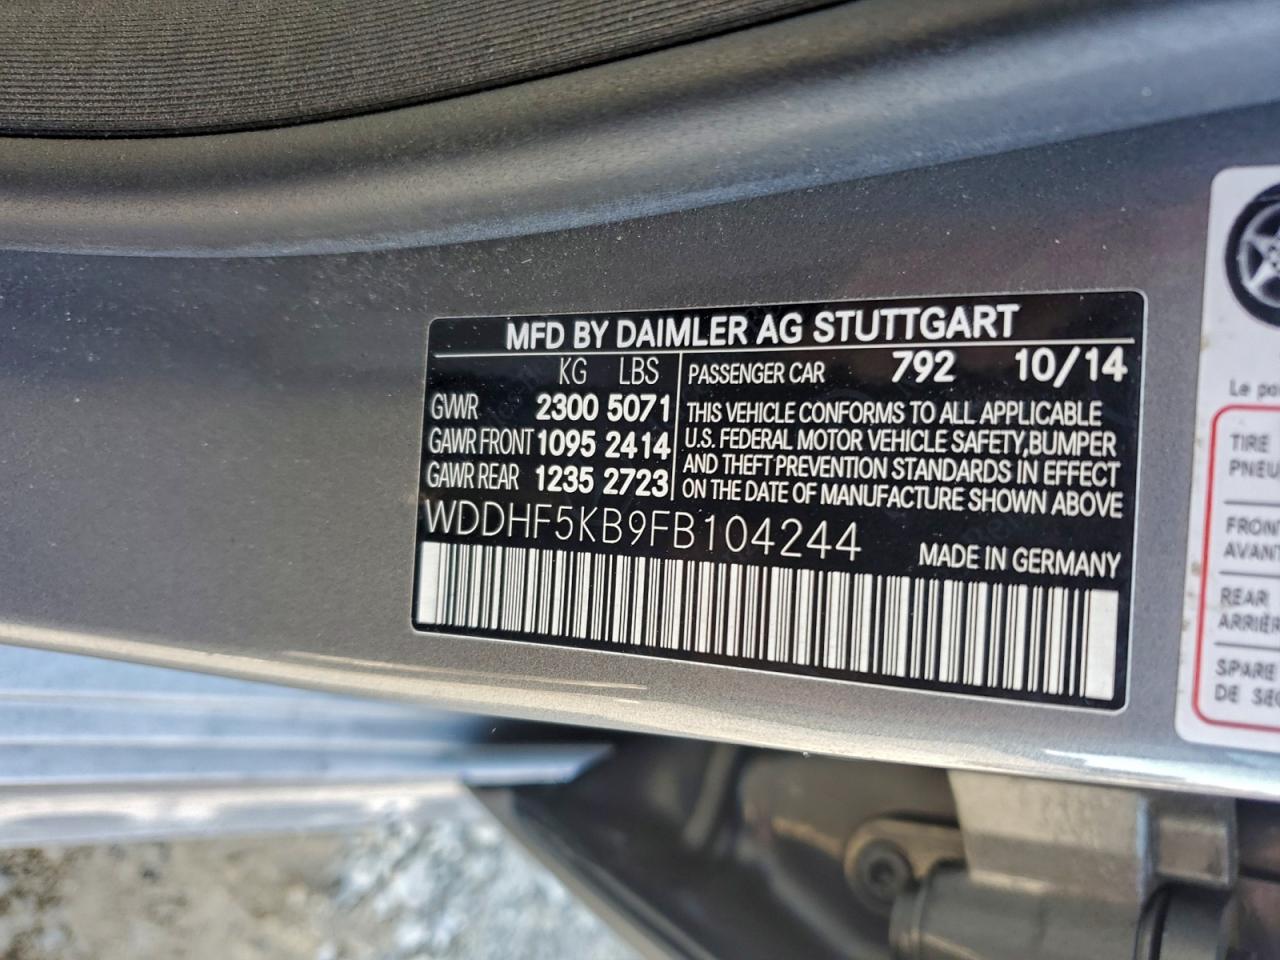 MFD BY DAIMLER AG STUTTGART
KG LBS
GVWR 2300 5071
GAWR FRONT 1095 2414
GAWR REAR 1235 2723
PASSENGER CAR 792 10/14
THIS VEHICLE CONFORMS TO ALL APPLICABLE
U.S. FEDERAL MOTOR VEHICLE SAFETY,BUMPER
AND THEFT PREVENTION STANDARDS IN EFFECT
ON THE DATE OF MANUFACTURE SHOWN ABOVE
WDDHF5KB9FB104244
MADE IN GERMANY
Le
TIRE
FRONT
AVANT
REAR
SPARE
DE